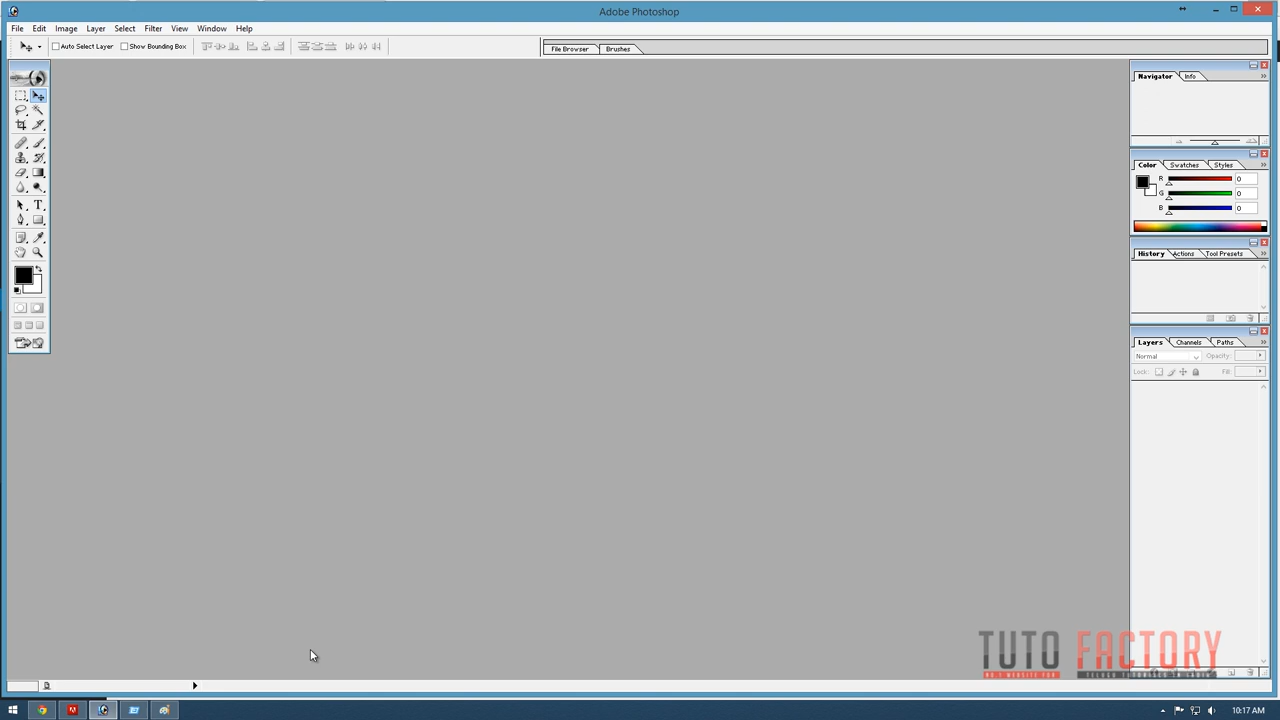 Adobe Photoshop
File Edit Image Layer Select Filter View Window Help
Auto Select Layer Show Bounding Box File Browser Brushes
Navigator Info
Color Swatches Styles
R 0
G 0
B 0
History Actions Tool Presets
Layers Channels Paths
Normal Opacity:
Lock: Fill:
TUTO FACTORY
10:17 AM